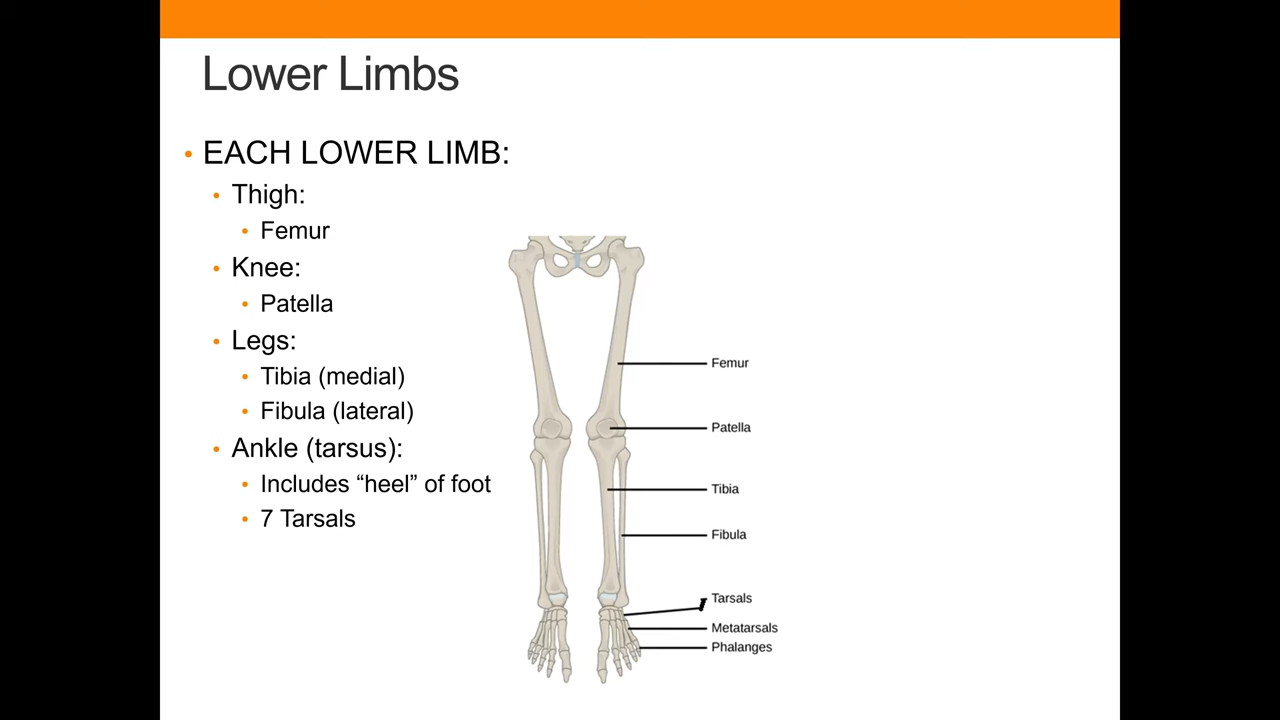 Lower Limbs
• EACH LOWER LIMB:
• Thigh:
• Femur
• Knee:
• Patella
• Legs:
• Tibia (medial)
• Fibula (lateral)
• Ankle (tarsus):
• Includes “heel” of foot
• 7 Tarsals
Femur
Patella
Tibia
Fibula
Tarsals
Metatarsals
Phalanges